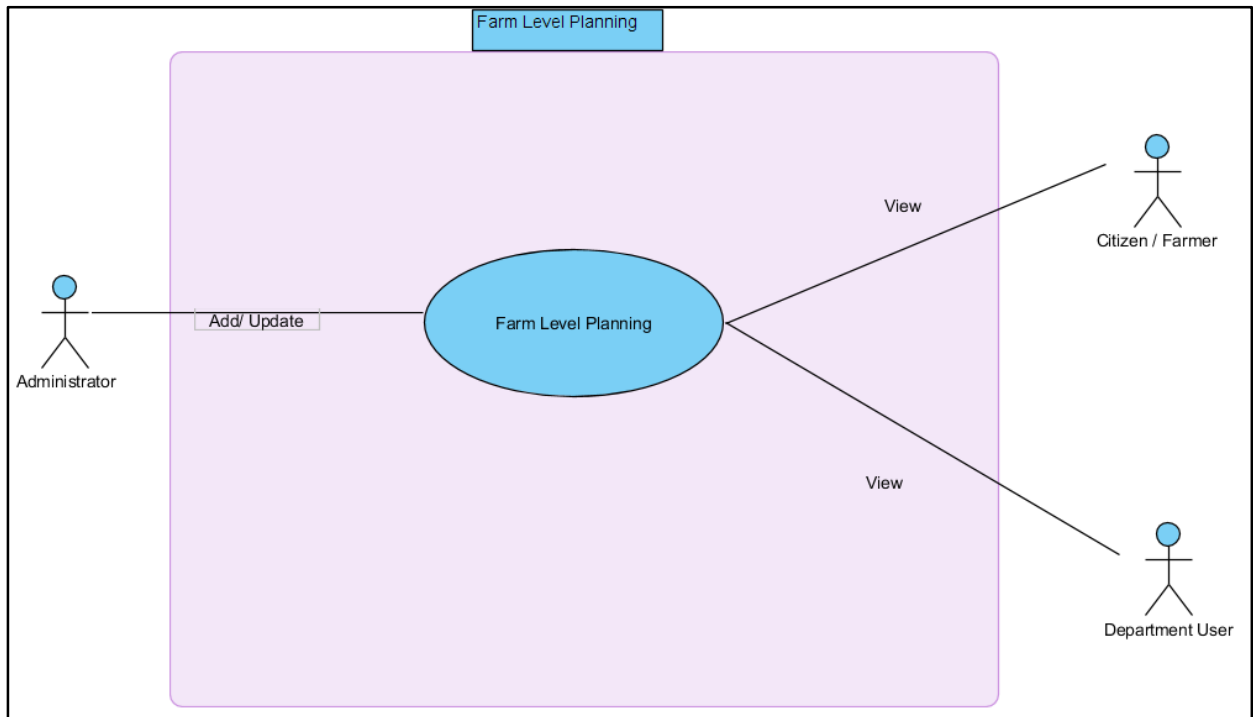 Farm Level Planning
View
Citizen / Farmer
Add/ Update
Farm Level Planning
Administrator
View
Department User